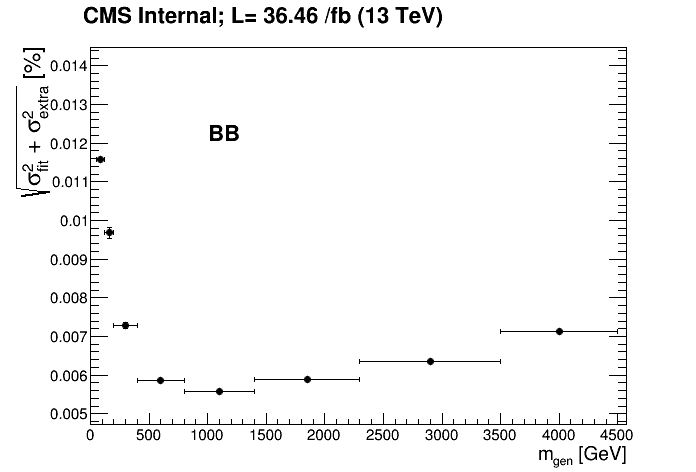 CMS Internal; L= 36.46 /fb (13 TeV)
√σ²fit + σ²extra [%]
BB
0.014
0.013
0.012
0.011
0.01
0.009
0.008
0.007
0.006
0.005
0 500 1000 1500 2000 2500 3000 3500 4000 4500
mgen [GeV]